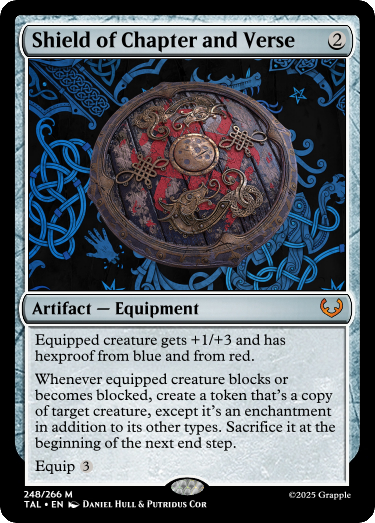 Shield of Chapter and Verse 2
Artifact — Equipment
Equipped creature gets +1/+3 and has
hexproof from blue and from red.
Whenever equipped creature blocks or
becomes blocked, create a token that's a copy
of target creature, except it's an enchantment
in addition to its other types. Sacrifice it at the
beginning of the next end step.
Equip 3
248/266 M
TAL • EN Daniel Hull & Putridus Cor
©2025 Grapple